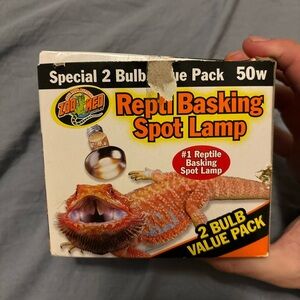 Special 2 Bulb Value Pack 50w
ZOO MED
Repti Basking
Spot Lamp
#1 Reptile
Basking
Spot Lamp
2 BULB
VALUE PACK